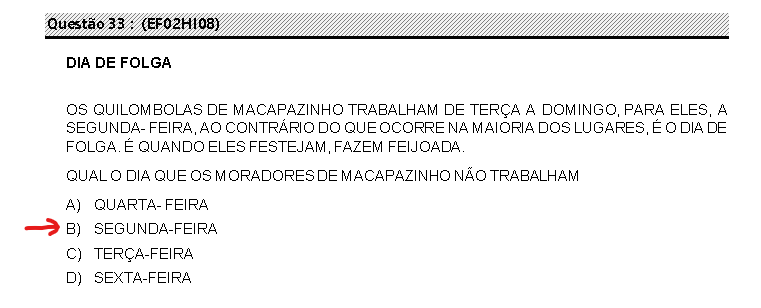 Questão 33 : (EF02HI08)
DIA DE FOLGA
OS QUILOMBOLAS DE MACAPAZINHO TRABALHAM DE TERÇA A DOMINGO, PARA ELES, A
SEGUNDA- FEIRA, AO CONTRÁRIO DO QUE OCORRE NA MAIORIA DOS LUGARES, É O DIA DE
FOLGA. É QUANDO ELES FESTEJAM, FAZEM FEIJOADA.
QUAL O DIA QUE OS MORADORES DE MACAPAZINHO NÃO TRABALHAM
A) QUARTA- FEIRA
B) SEGUNDA-FEIRA
C) TERÇA-FEIRA
D) SEXTA-FEIRA